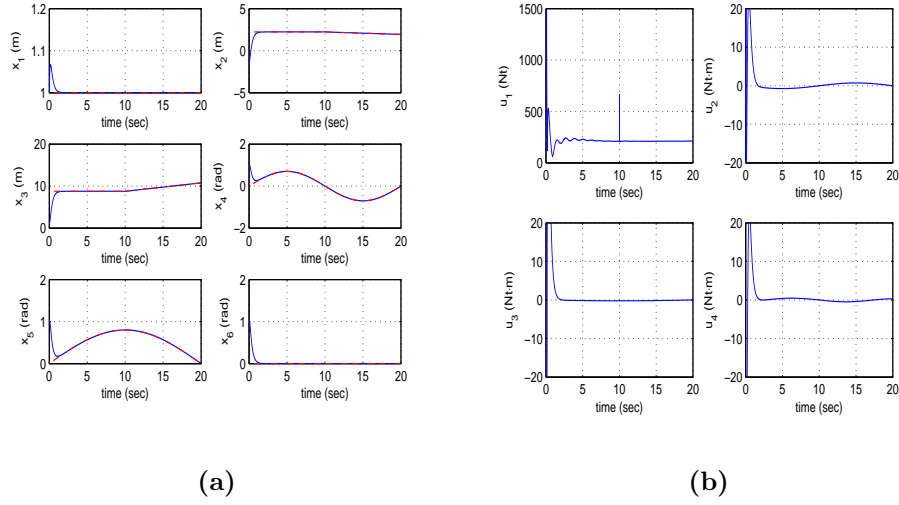 1.2
1.1
1
x1 (m)
0 5 10 15 20
time (sec)
5
0
−5
x2 (m)
0 5 10 15 20
time (sec)
20
10
0
x3 (m)
0 5 10 15 20
time (sec)
2
0
−2
x4 (rad)
0 5 10 15 20
time (sec)
2
1
0
x5 (rad)
0 5 10 15 20
time (sec)
2
1
0
x6 (rad)
0 5 10 15 20
time (sec)
(a)
1500
1000
500
0
u1 (Nt)
0 5 10 15 20
time (sec)
20
10
0
−10
−20
u2 (Nt·m)
0 5 10 15 20
time (sec)
20
10
0
−10
−20
u3 (Nt·m)
0 5 10 15 20
time (sec)
20
10
0
−10
−20
u4 (Nt·m)
0 5 10 15 20
time (sec)
(b)